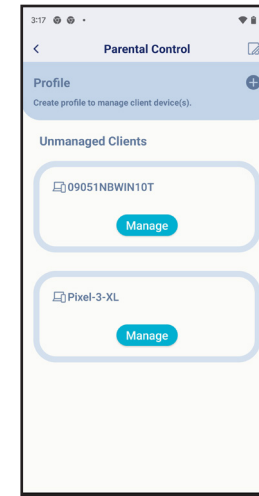 3:17
Parental Control
Profile
Create profile to manage client device(s).
Unmanaged Clients
09051NBWIN10T
Manage
Pixel-3-XL
Manage